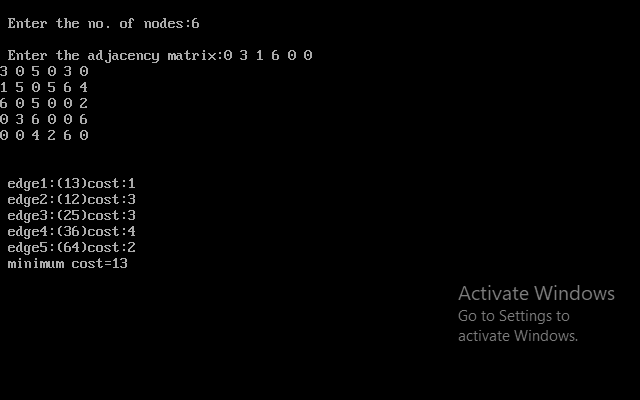 Enter the no. of nodes:6
Enter the adjacency matrix:0 3 1 6 0 0
3 0 5 0 3 0
1 5 0 5 6 4
6 0 5 0 0 2
0 3 6 0 0 6
0 0 4 2 6 0
edge1:(13)cost:1
edge2:(12)cost:3
edge3:(25)cost:3
edge4:(36)cost:4
edge5:(64)cost:2
minimum cost=13
Activate Windows
Go to Settings to
activate Windows.